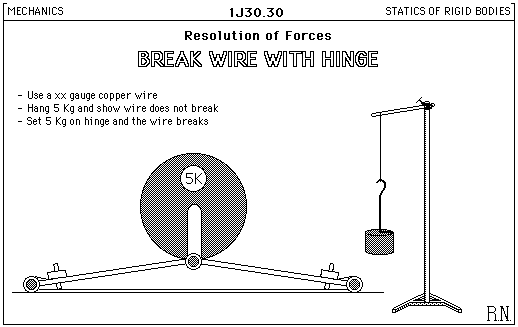 MECHANICS
1J30.30
STATICS OF RIGID BODIES
Resolution of Forces
BREAK WIRE WITH HINGE
- Use a xx gauge copper wire
- Hang 5 Kg and show wire does not break
- Set 5 Kg on hinge and the wire breaks
5K
R.N.